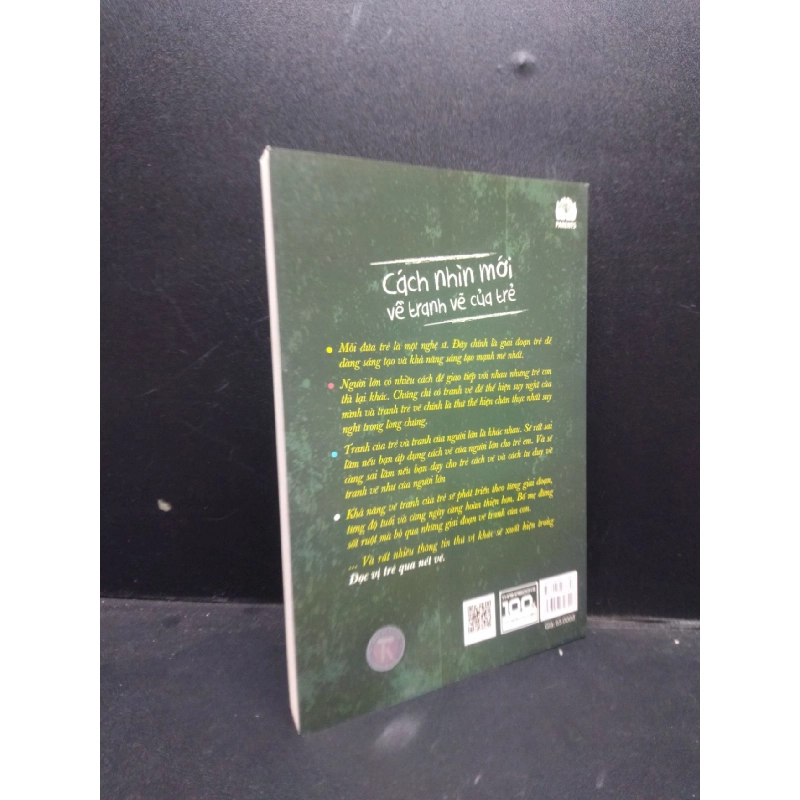 Cách nhìn mới
về tranh vẽ của trẻ
Mỗi đứa trẻ là một nghệ sĩ. Đây chính là giai đoạn trẻ dễ
dàng sáng tạo và khả năng sáng tạo mạnh mẽ nhất.
Người lớn có nhiều cách để giao tiếp với nhau nhưng trẻ con
thì lại khác. Chúng chỉ có tranh vẽ để thể hiện suy nghĩ của
mình và tranh trẻ vẽ chính là thứ thể hiện chân thực nhất suy
nghĩ trong lòng chúng.
Tranh của trẻ và tranh của người lớn là khác nhau. Sẽ rất sai
lầm nếu bạn áp dụng cách vẽ của người lớn cho trẻ em. Và sẽ
càng sai lầm nếu bạn dạy cho trẻ cách vẽ và cách tư duy về
tranh vẽ như của người lớn
Khả năng vẽ tranh của trẻ sẽ phát triển theo từng giai đoạn,
từng độ tuổi và càng ngày càng hoàn thiện hơn. Bố mẹ đừng
sốt ruột mà bỏ qua những giai đoạn vẽ tranh của con.
... Và rất nhiều thông tin thú vị khác sẽ xuất hiện trong
Đọc vị trẻ qua nét vẽ.
100